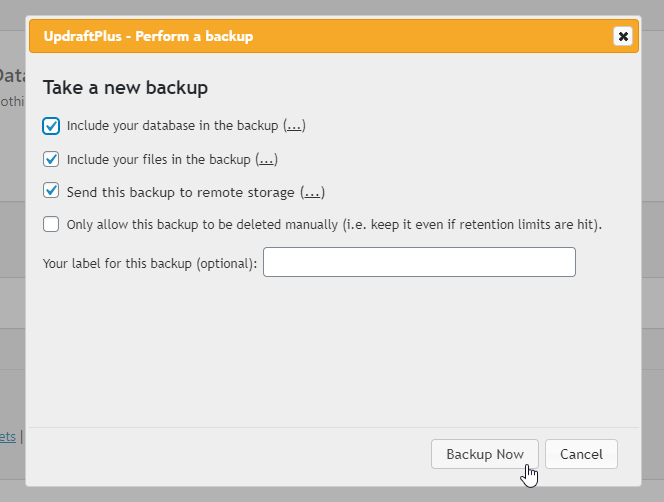 UpdraftPlus - Perform a backup
Data
othi
Take a new backup
Include your database in the backup (...)
Include your files in the backup (...)
Send this backup to remote storage (...)
Only allow this backup to be deleted manually (i.e. keep it even if retention limits are hit).
Your label for this backup (optional):
ets |
Backup Now Cancel